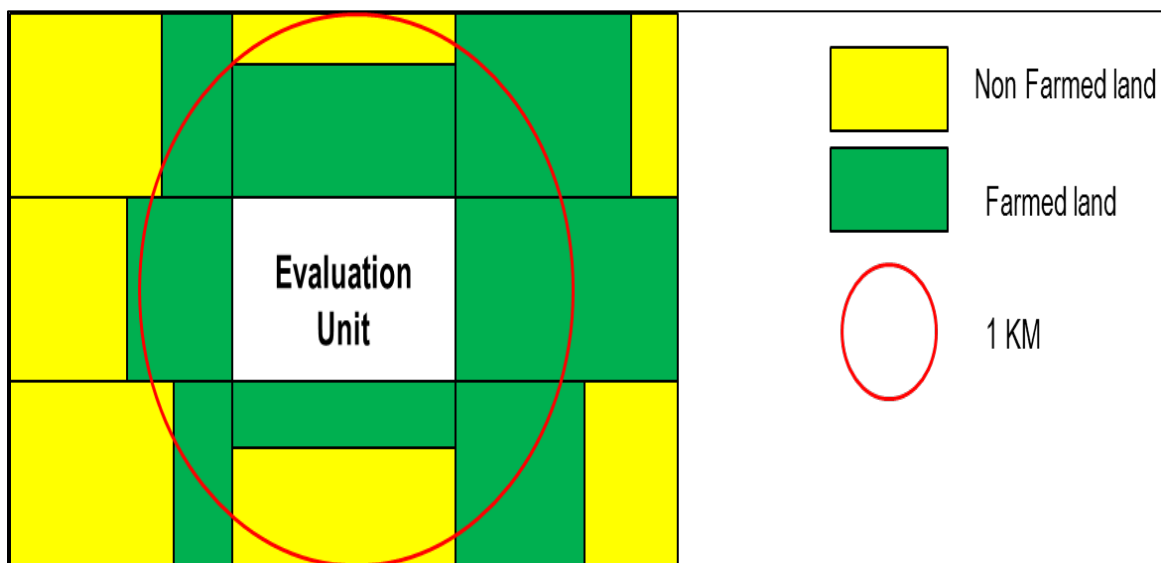 Non Farmed land
Farmed land
Evaluation
Unit
1 KM